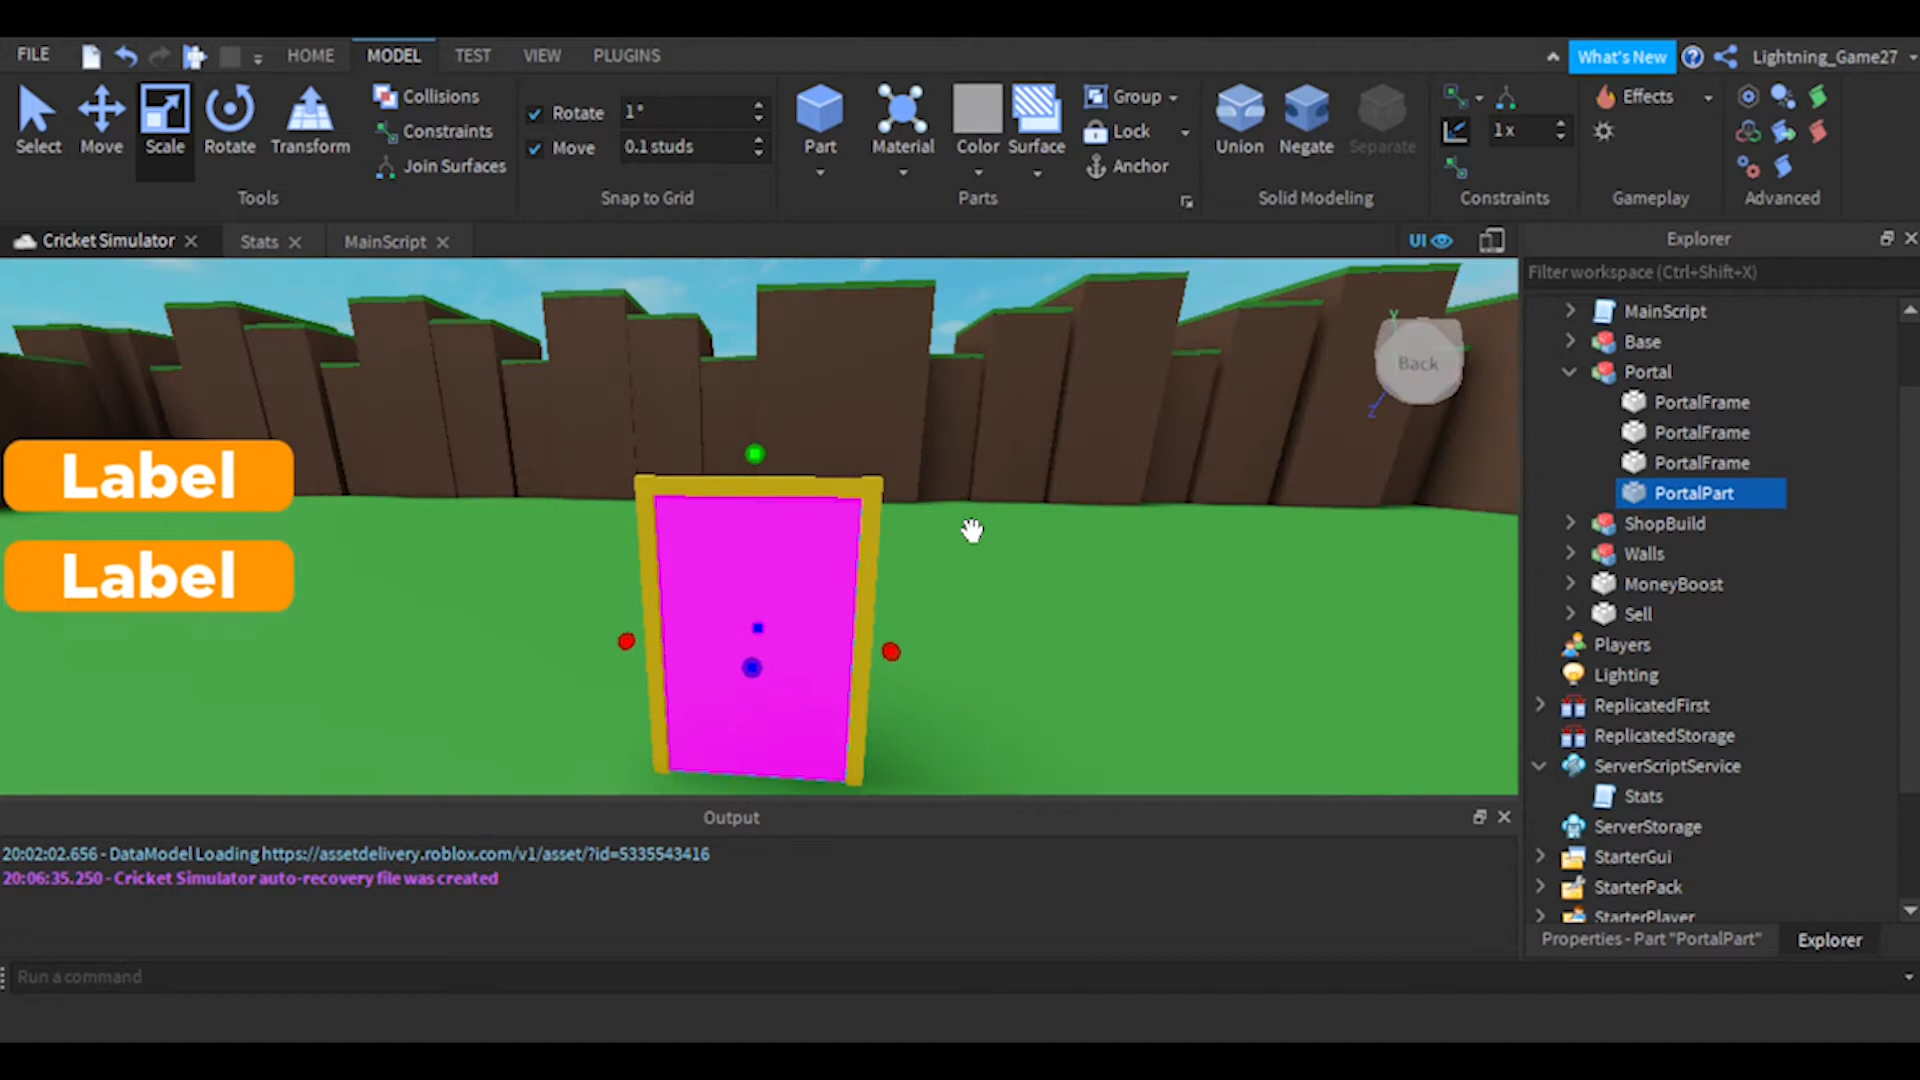 FILE HOME MODEL TEST VIEW PLUGINS What's New Lightning_Game27
Select Move Scale Rotate Transform
Collisions
Constraints
Join Surfaces
Tools
Rotate 1°
Move 0.1 studs
Snap to Grid
Part Material Color Surface
Group
Lock
Anchor
Parts
Union Negate Separate
Solid Modeling
1x
Constraints
Effects
Gameplay
Advanced
Cricket Simulator Stats MainScript UI
Explorer
Filter workspace (Ctrl+Shift+X)
MainScript
Base
Portal
PortalFrame
PortalFrame
PortalFrame
PortalPart
ShopBuild
Walls
MoneyBoost
Sell
Players
Lighting
ReplicatedFirst
ReplicatedStorage
ServerScriptService
Stats
ServerStorage
StarterGui
StarterPack
StarterPlayer
Properties - Part "PortalPart" Explorer
y
Back
z
Label
Label
Output
20:02:02.656 - DataModel Loading https://assetdelivery.roblox.com/v1/asset/?id=5335543416
20:06:35.250 - Cricket Simulator auto-recovery file was created
Run a command